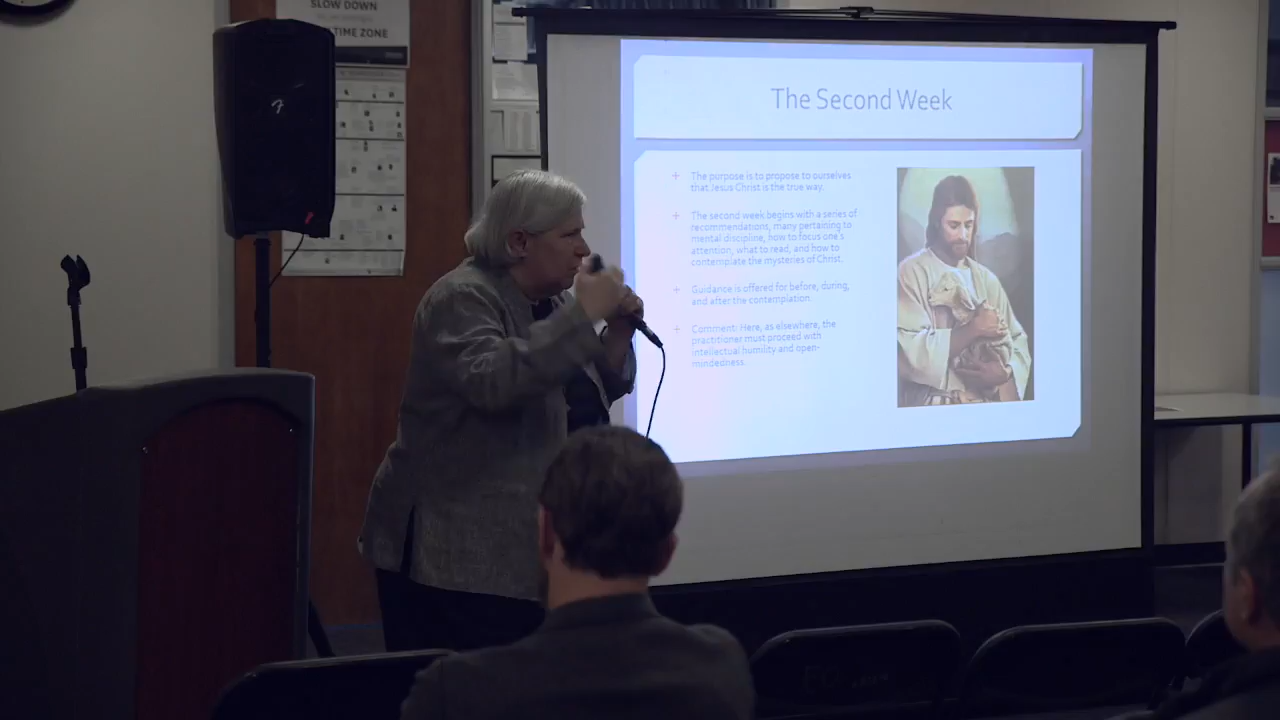 SLOW DOWN
TIME ZONE
The Second Week
The purpose is to propose to ourselves
that Jesus Christ is the true way.
The second week begins with a series of
recommendations, many pertaining to
mental discipline, how to focus one's
attention, what to read, and how to
contemplate the mysteries of Christ.
Guidance is offered for before, during,
and after the contemplation.
Comment: Here, as elsewhere, the
practitioner must proceed with
intellectual humility and open-
mindedness.